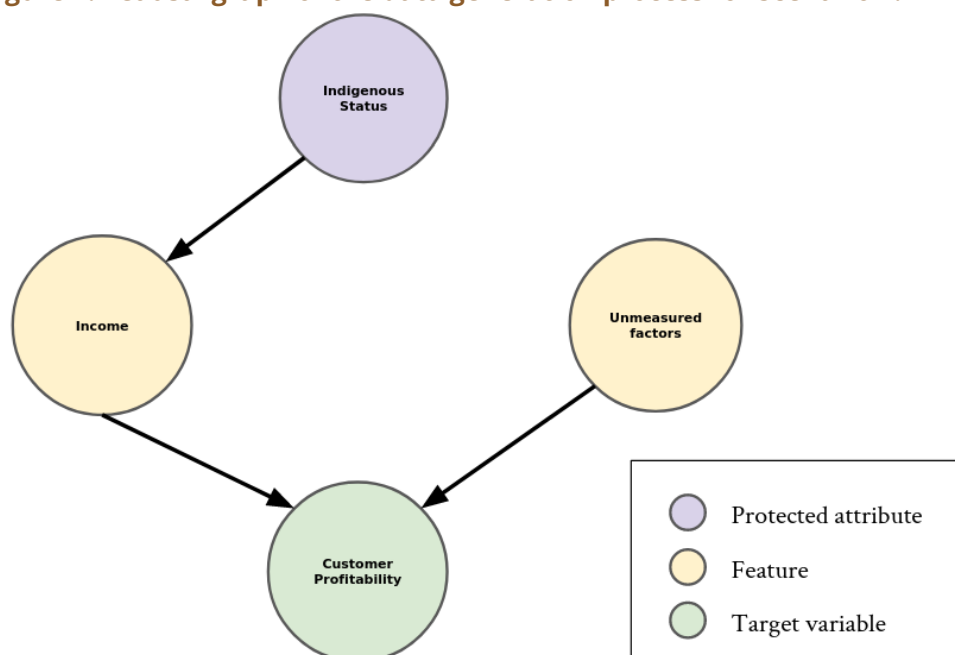 Indigenous
Status
Income
Unmeasured
factors
Customer
Profitability
Protected attribute
Feature
Target variable